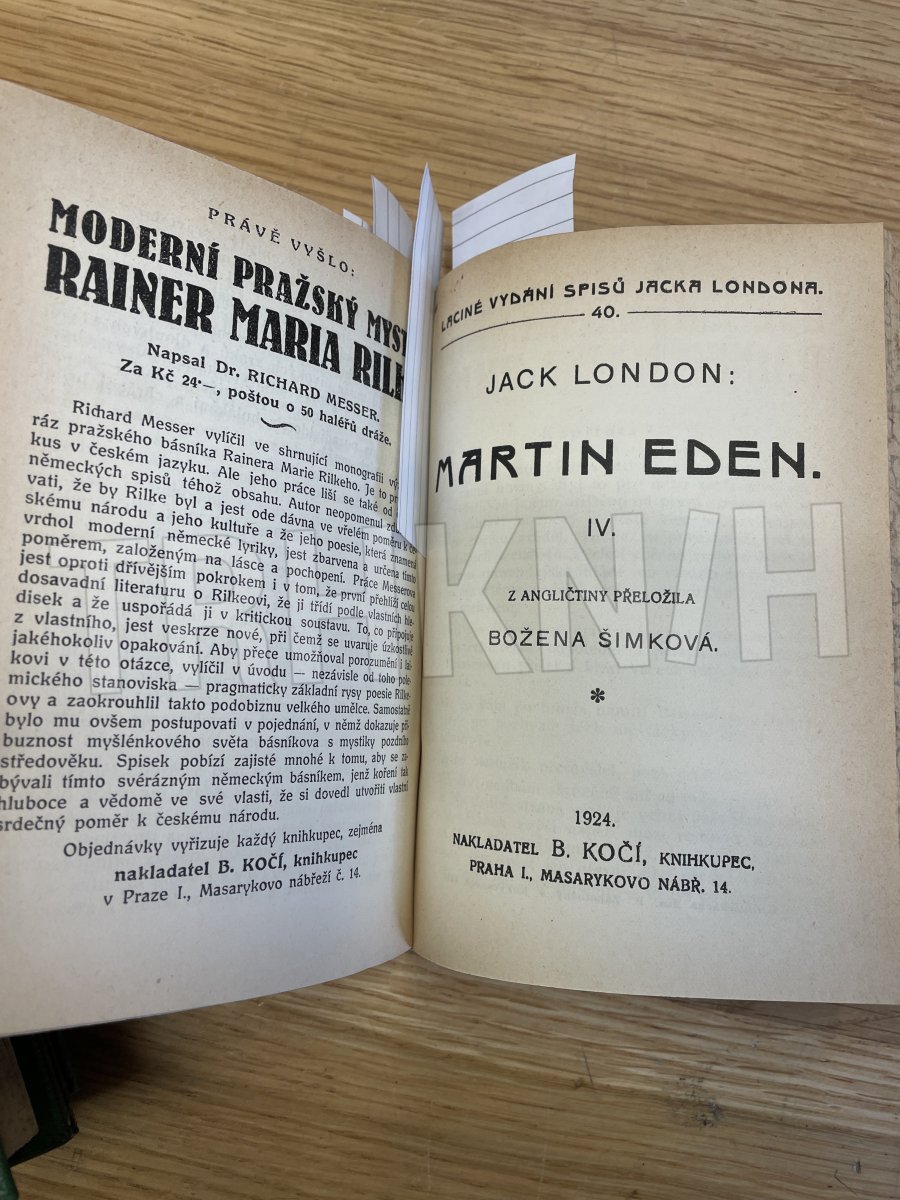 PRÁVĚ VYŠLO:
MODERNÍ PRAŽSKÝ
RAINER MARIA
Napsal Dr. RICHARD MESSER.
Za Kč 24·—, poštou o 50 haléřů dráže.
Richard Messer vylíčil ve shrnující monografii
ráz pražského básníka Rainera Marie Rilkeho. Je to
kus v českém jazyku. Ale jeho práce liší se také od
německých spisů téhož obsahu. Autor neopomenul
vati, že by Rilke byl a jest ode dávna ve vřelém poměru k
skému národu a jeho kultuře a že jeho poesie, která znamená
vrchol moderní německé lyriky, jest zbarvena a určena tímto
poměrem, založeným na lásce a pochopení. Práce Messerova
jest oproti dřívějším pokrokem i v tom, že první přehlíží celou
dosavadní literaturu o Rilkeovi, že ji třídí podle vlastních hle-
disek a že uspořádá ji v kritickou soustavu. To, co připojuje
z vlastního, jest veskrze nové, při čemž se uvaruje úzkostlivě
jakéhokoliv opakování. Aby přece umožňoval porozumění i lai-
kovi v této otázce, vylíčil v úvodu — nezávisle od toho pole-
mického stanoviska — pragmaticky základní rysy poesie Rilke-
ovy a zaokrouhlil takto podobiznu velkého umělce. Samostatně
bylo mu ovšem postupovati v pojednání, v němž dokazuje pří-
buznost myšlénkového světa básníkova s mystiky pozdního
středověku. Spisek pobízí zajisté mnohé k tomu, aby se za-
bývali tímto svérázným německým básníkem, jenž koření tak
hluboce a vědomě ve své vlasti, že si dovedl utvořiti vlastní
srdečný poměr k českému národu.
Objednávky vyřizuje každý knihkupec, zejména
nakladatel B. KOČÍ, knihkupec
v Praze I., Masarykovo nábřeží č. 14.
LACINÉ VYDÁNÍ SPISŮ JACKA LONDONA.
40.
JACK LONDON:
MARTIN EDEN.
IV.
Z ANGLIČTINY PŘELOŽILA
BOŽENA ŠIMKOVÁ.
*
1924.
NAKLADATEL B. KOČÍ, KNIHKUPEC,
PRAHA I., MASARYKOVO NÁBŘ. 14.
TRHKNIH